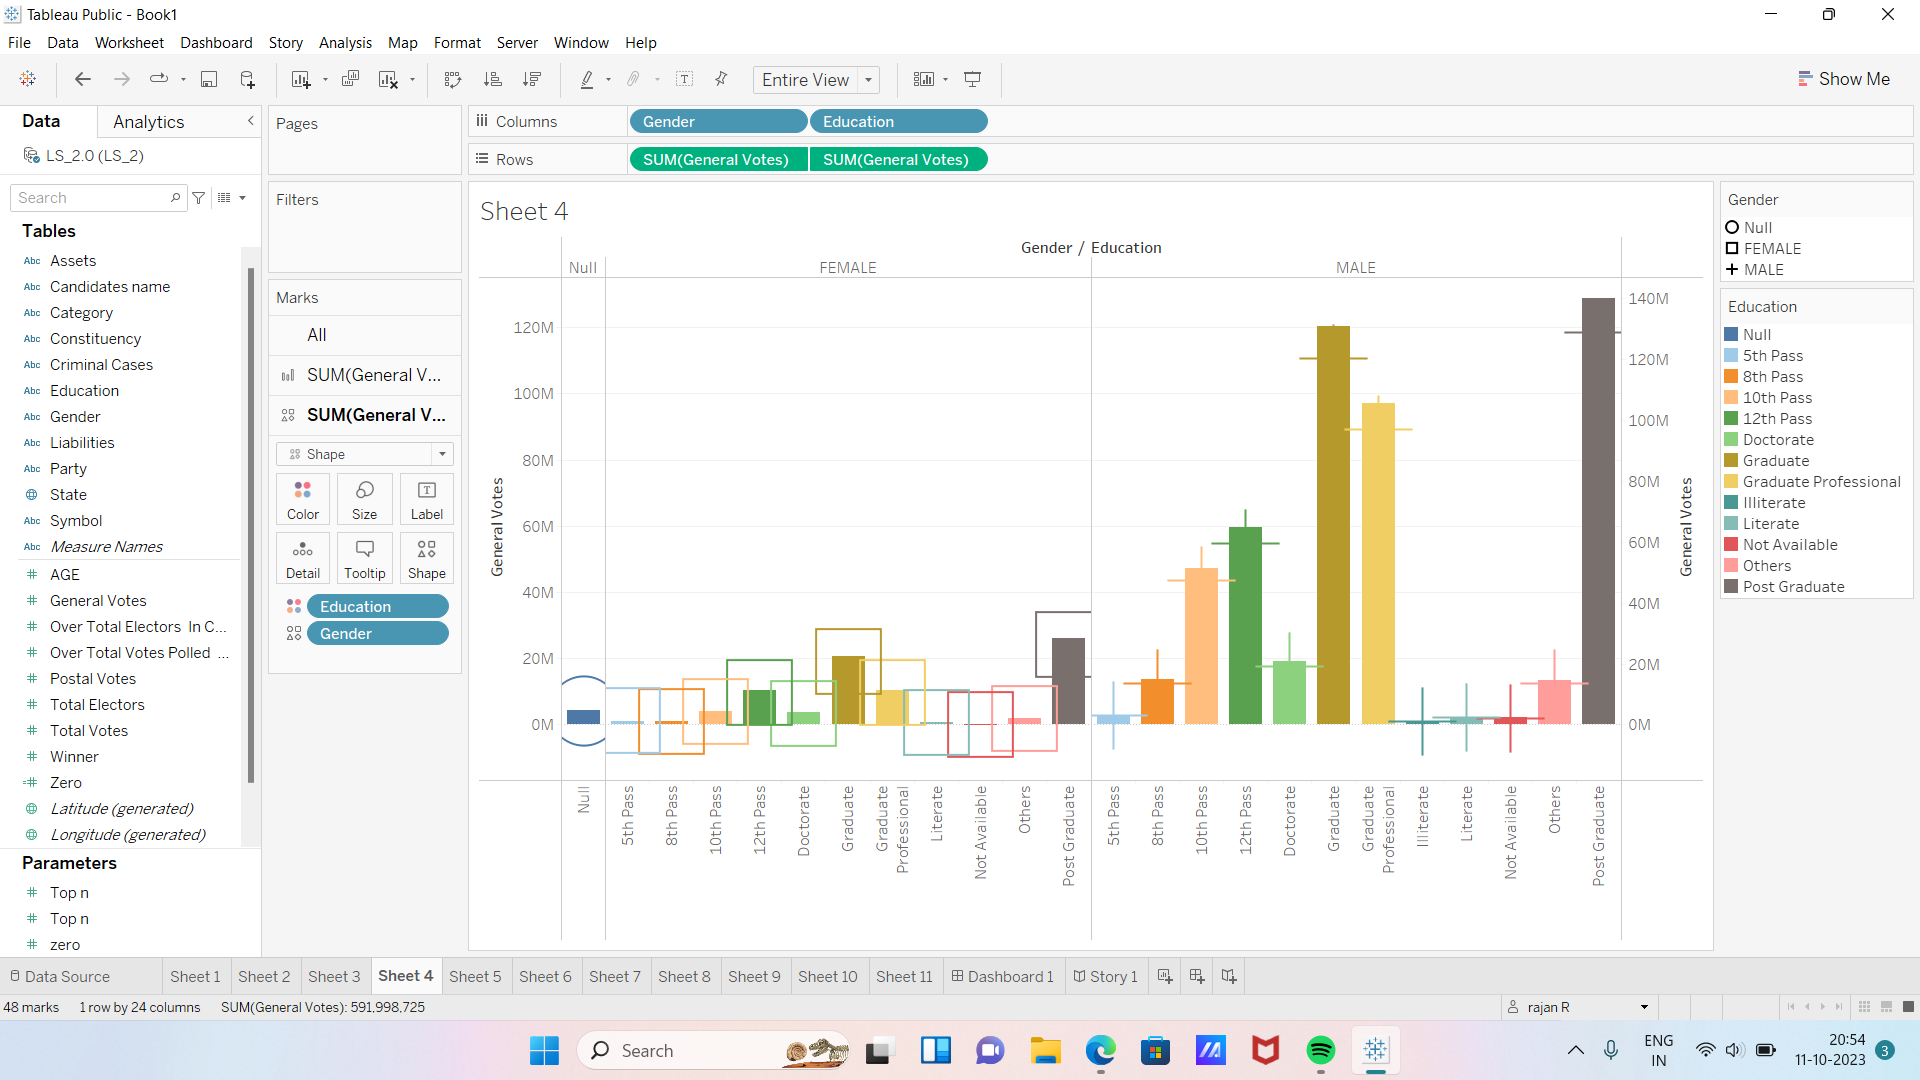 Tableau Public - Book1
File Data Worksheet Dashboard Story Analysis Map Format Server Window Help
Entire View
Show Me
Data Analytics
LS_2.0 (LS_2)
Search
Tables
Abc Assets
Abc Candidates name
Abc Category
Abc Constituency
Abc Criminal Cases
Abc Education
Abc Gender
Abc Liabilities
Abc Party
State
Abc Symbol
Abc Measure Names
# AGE
# General Votes
# Over Total Electors In C...
# Over Total Votes Polled ...
# Postal Votes
# Total Electors
# Total Votes
# Winner
=# Zero
Latitude (generated)
Longitude (generated)
Parameters
# Top n
# Top n
# zero
Pages
Filters
Marks
All
SUM(General V...
SUM(General V...
Shape
Color Size Label
Detail Tooltip Shape
Education
Gender
Columns Gender Education
Rows SUM(General Votes) SUM(General Votes)
Sheet 4
Gender / Education
Null FEMALE MALE
General Votes
120M
100M
80M
60M
40M
20M
0M
140M
120M
100M
80M
60M
40M
20M
0M
General Votes
Null
5th Pass
8th Pass
10th Pass
12th Pass
Doctorate
Graduate
Graduate
Professional
Literate
Not Available
Others
Post Graduate
5th Pass
8th Pass
10th Pass
12th Pass
Doctorate
Graduate
Graduate
Professional
Illiterate
Literate
Not Available
Others
Post Graduate
Gender
Null
FEMALE
MALE
Education
Null
5th Pass
8th Pass
10th Pass
12th Pass
Doctorate
Graduate
Graduate Professional
Illiterate
Literate
Not Available
Others
Post Graduate
Data Source Sheet 1 Sheet 2 Sheet 3 Sheet 4 Sheet 5 Sheet 6 Sheet 7 Sheet 8 Sheet 9 Sheet 10 Sheet 11 Dashboard 1 Story 1
48 marks 1 row by 24 columns SUM(General Votes): 591,998,725
rajan R
Search
ENG
IN
20:54
11-10-2023
3